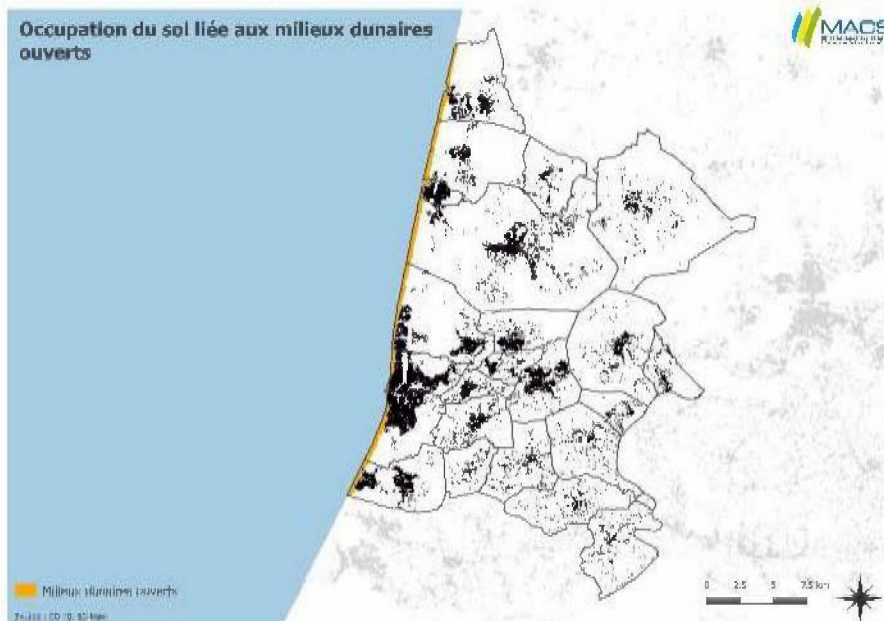 Occupation du sol liée aux milieux dunaires
ouverts
MACS
Milieux dunaires ouverts
0 2.5 5 7.5 km